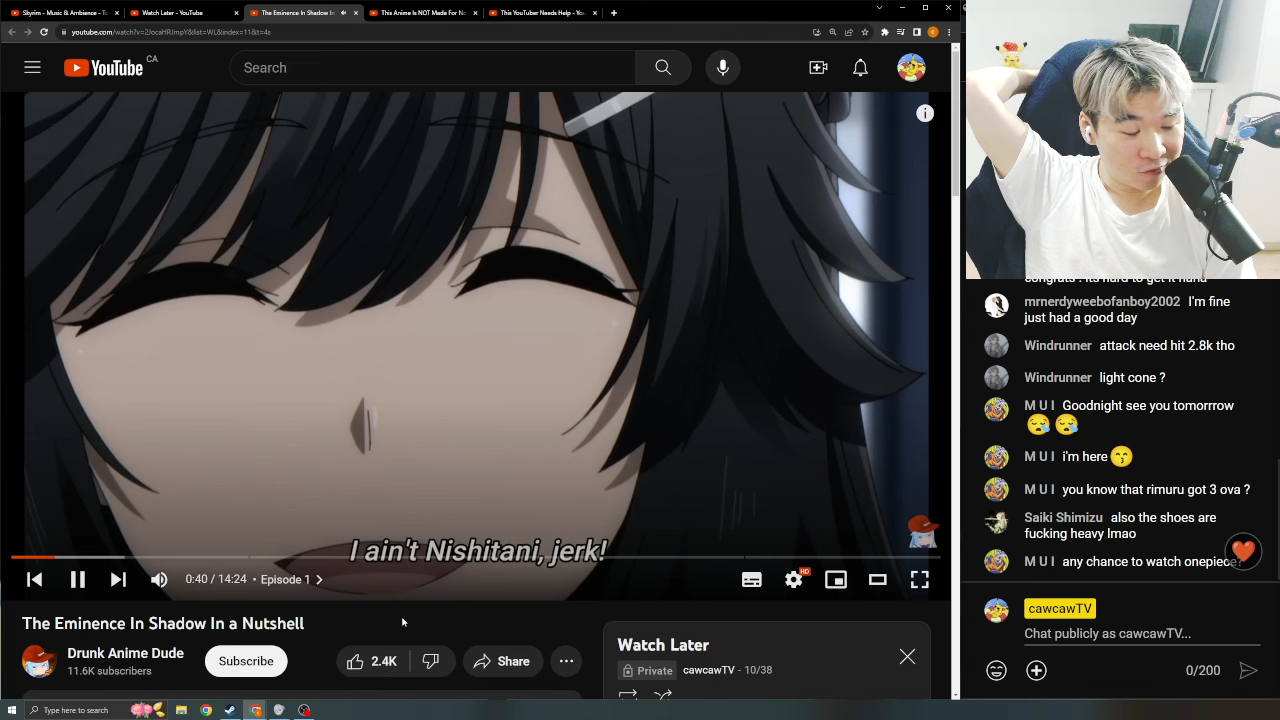 Skyrim - Music & Ambience - T
Watch Later - YouTube
The Eminence In Shadow In
This Anime Is NOT Made For No
This YouTuber Needs Help - You
youtube.com/watch?v=2JocaHRJmpY&list=WL&index=11&t=4s
YouTube CA
Search
I ain't Nishitani, jerk!
0:40 / 14:24 • Episode 1
HD
The Eminence In Shadow In a Nutshell
Drunk Anime Dude
11.6K subscribers
Subscribe
2.4K
Share
Watch Later
Private
cawcawTV - 10/38
mrnerdyweebofanboy2002 I'm fine
just had a good day
Windrunner attack need hit 2.8k tho
Windrunner light cone ?
M U I Goodnight see you tomorrrow
😪😪
M U I i'm here😙
M U I you know that rimuru got 3 ova ?
Saiki Shimizu also the shoes are
fucking heavy lmao
M U I any chance to watch onepiece?
cawcawTV
Chat publicly as cawcawTV...
0/200
Type here to search